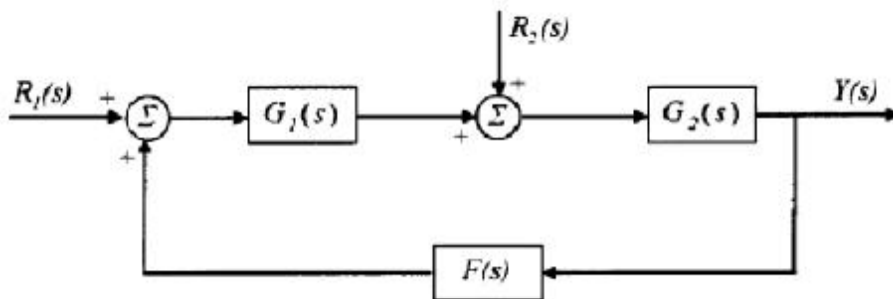 R₂(s)
R₁(s)
+
Σ
+
G₁(s)
+
+
Σ
G₂(s)
Y(s)
F(s)